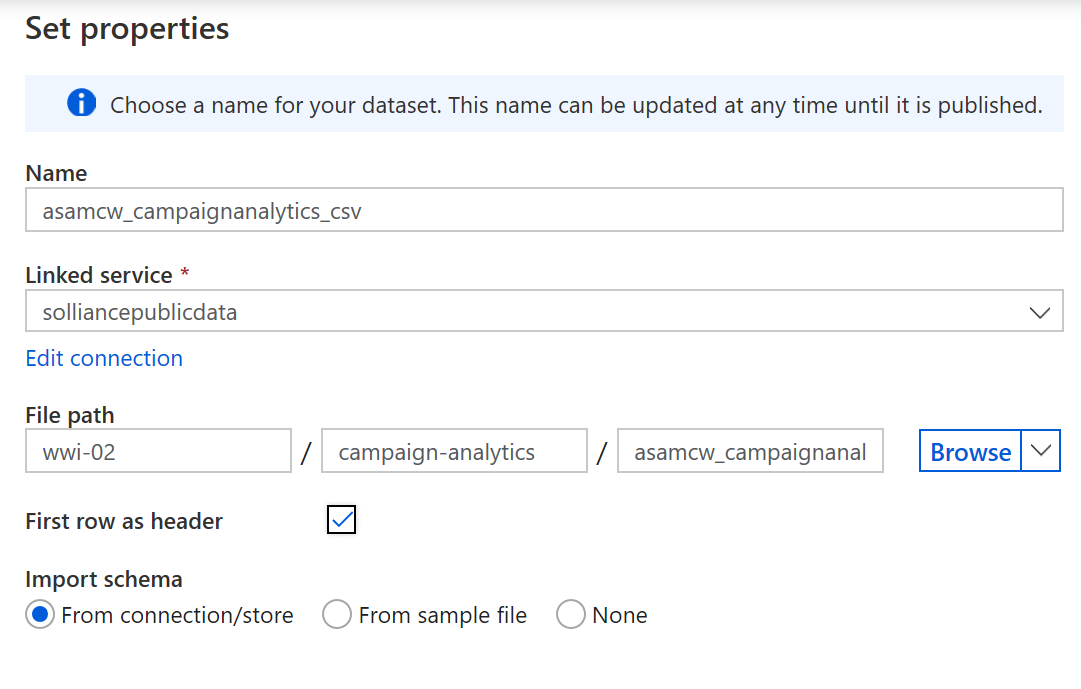 Set properties
Choose a name for your dataset. This name can be updated at any time until it is published.
Name
asamcw_campaignanalytics_csv
Linked service *
solliancepublicdata
Edit connection
File path
wwi-02 / campaign-analytics / asamcw_campaignanal Browse
First row as header
Import schema
From connection/store From sample file None